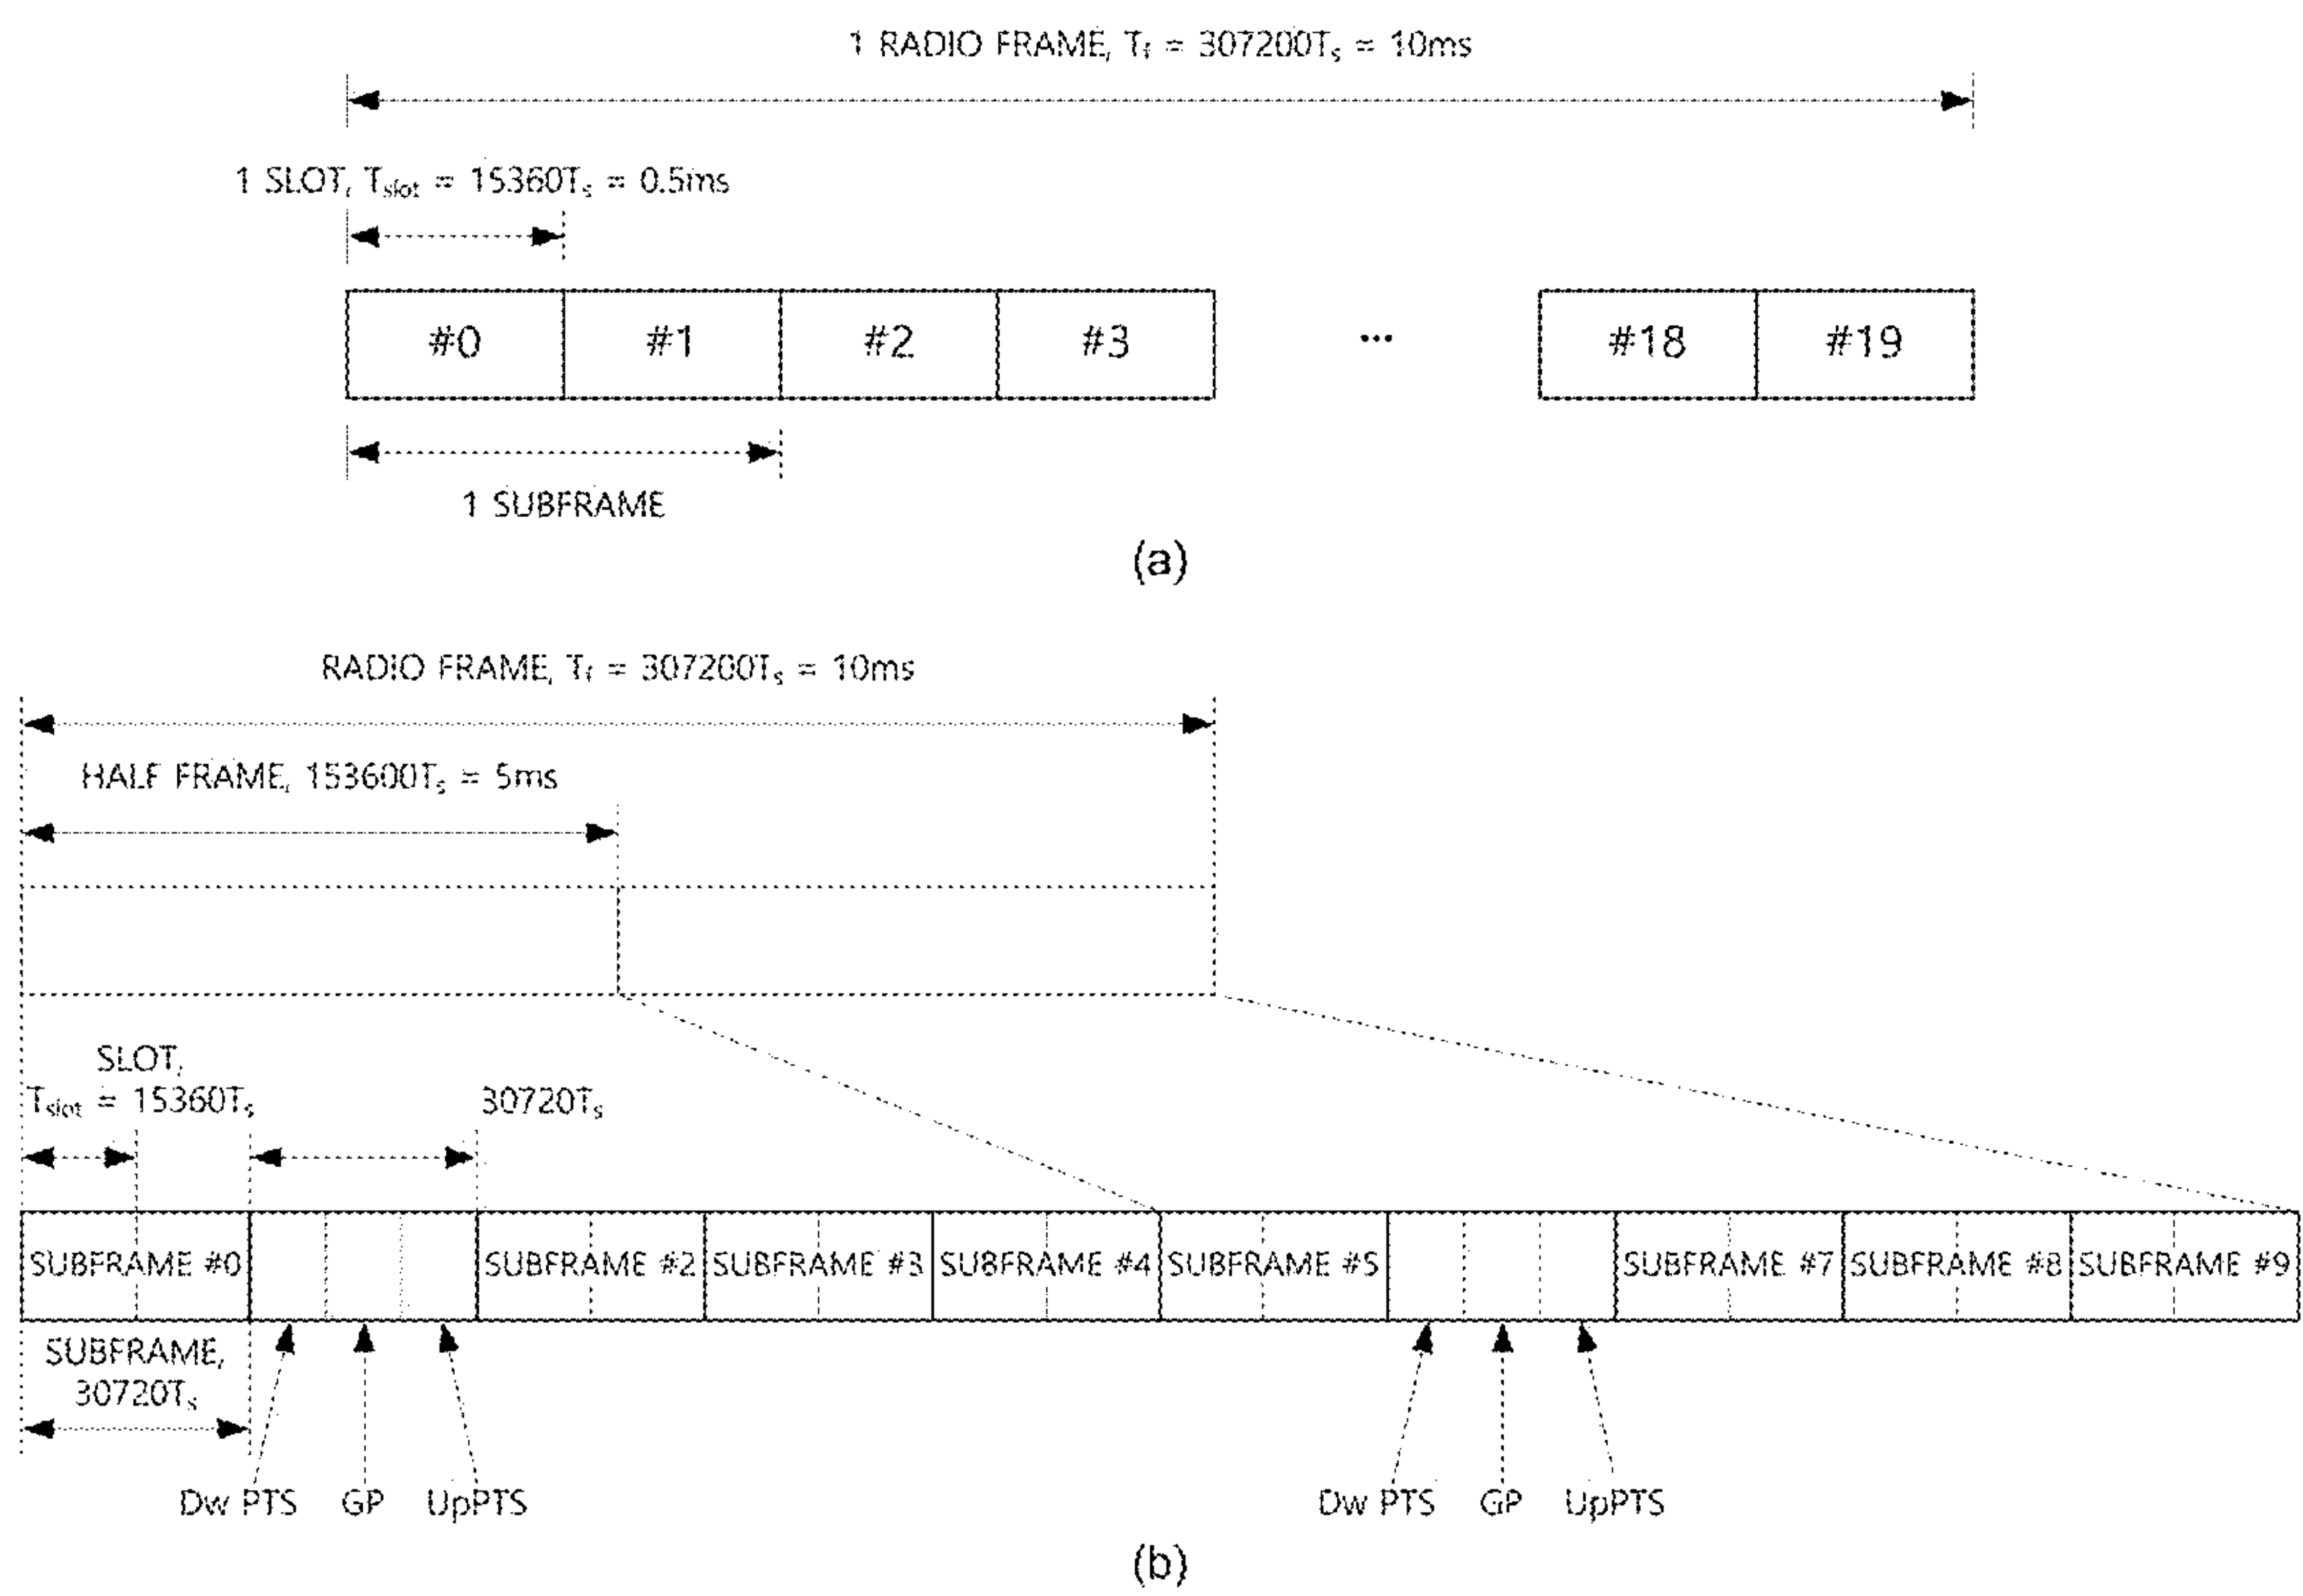 1 RADIO FRAME, Tf = 307200Ts = 10ms
1 SLOT, Tslot = 15360Ts = 0.5ms
#0 #1 #2 #3 ... #18 #19
1 SUBFRAME
(a)
RADIO FRAME, Tf = 307200Ts = 10ms
HALF FRAME, 153600Ts = 5ms
SLOT,
Tslot = 15360Ts
30720Ts
SUBFRAME #0 SUBFRAME #2 SUBFRAME #3 SUBFRAME #4 SUBFRAME #5 SUBFRAME #7 SUBFRAME #8 SUBFRAME #9
SUBFRAME,
30720Ts
Dw PTS GP UpPTS Dw PTS GP UpPTS
(b)